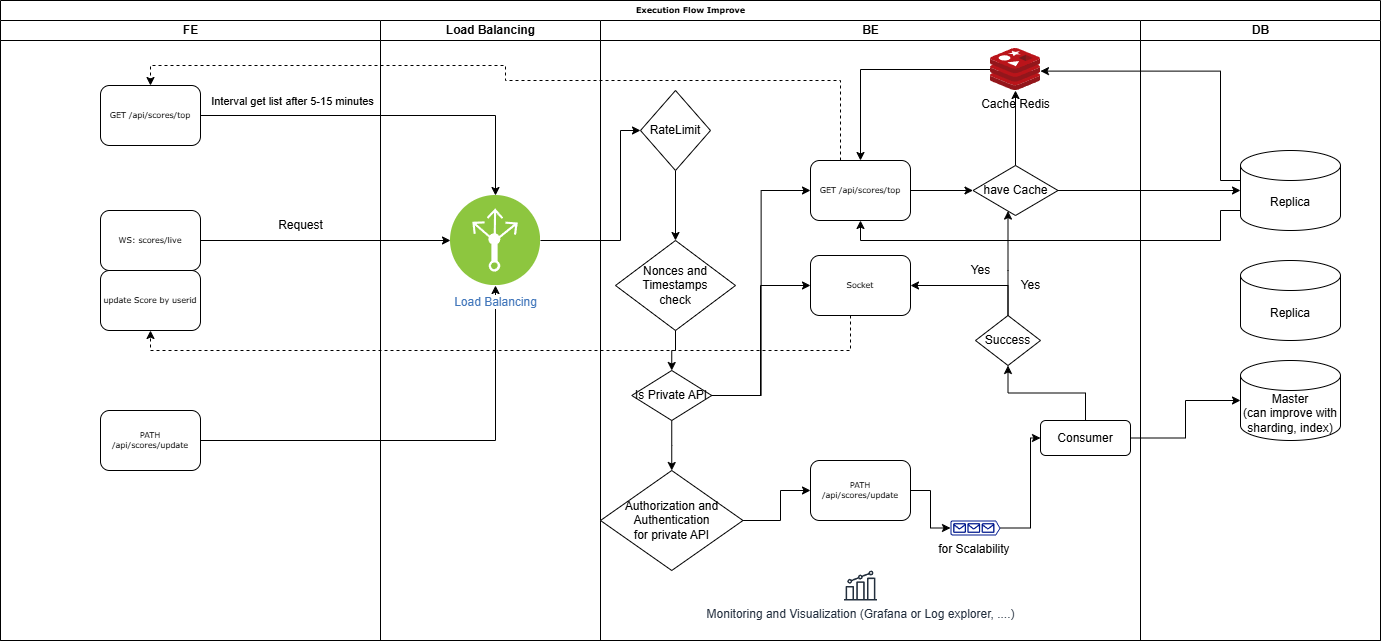 Execution Flow Improve
FE
Load Balancing
BE
DB
GET /api/scores/top
Interval get list after 5-15 minutes
WS: scores/live
Request
update Score by userid
Load Balancing
PATH
/api/scores/update
RateLimit
Nonces and
Timestamps
check
Is Private API
Authorization and
Authentication
for private API
Cache Redis
GET /api/scores/top
have Cache
Socket
Yes
Yes
Success
Consumer
PATH
/api/scores/update
for Scalability
Monitoring and Visualization (Grafana or Log explorer, ....)
Replica
Replica
Master
(can improve with
sharding, index)